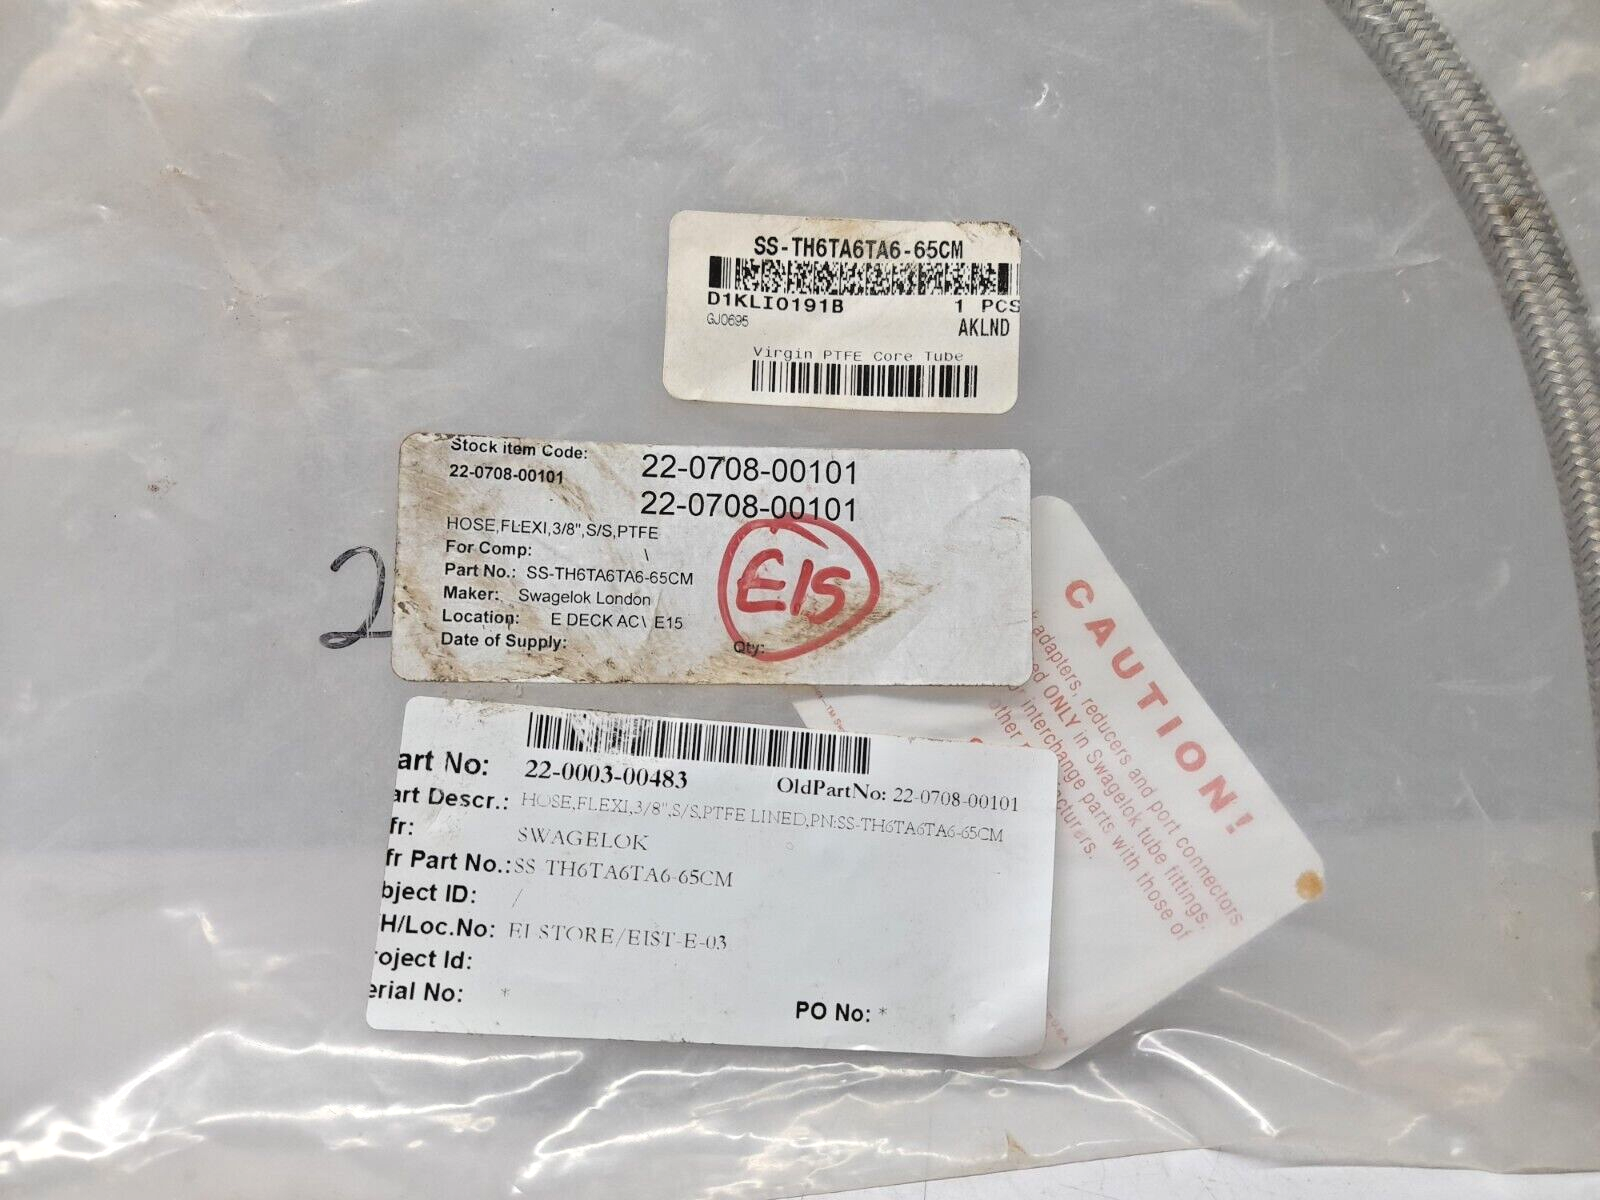 SS-TH6TA6TA6-65CM
D1KLI0191B 1 PCS
GJ0695 AKLND
Virgin PTFE Core Tube
Stock item Code: 22-0708-00101
22-0708-00101
22-0708-00101
HOSE,FLEXI,3/8",S/S,PTFE
For Comp: \
Part No.: SS-TH6TA6TA6-65CM
Maker: Swagelok London
Location: E DECK AC\ E15
Date of Supply: Qty:
E15
2
art No: 22-0003-00483 OldPartNo: 22-0708-00101
art Descr.: HOSE,FLEXI,3/8",S/S,PTFE LINED,PN:SS-TH6TA6TA6-65CM
fr: SWAGELOK
fr Part No.: SS TH6TA6TA6-65CM
bject ID: /
H/Loc.No: EI STORE/EIST-E-03
roject Id:
erial No: * PO No: *
CAUTION!
adapters, reducers and port connectors
ed ONLY in Swagelok tube fittings.
interchange parts with those of
other cturers.